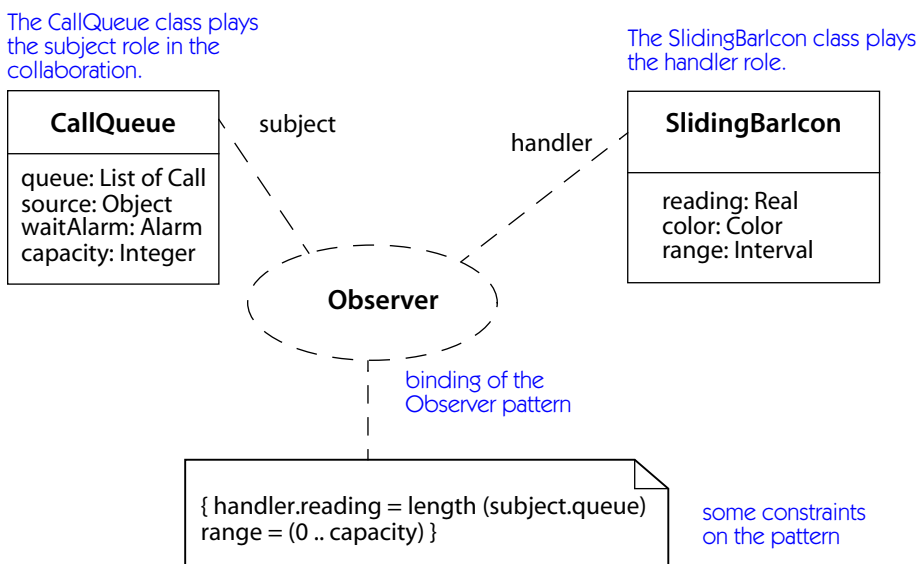 The CallQueue class plays
the subject role in the
collaboration.
The SlidingBarIcon class plays
the handler role.
CallQueue
subject
handler
SlidingBarIcon
queue: List of Call
source: Object
waitAlarm: Alarm
capacity: Integer
reading: Real
color: Color
range: Interval
Observer
binding of the
Observer pattern
{ handler.reading = length (subject.queue)
range = (0 .. capacity) }
some constraints
on the pattern